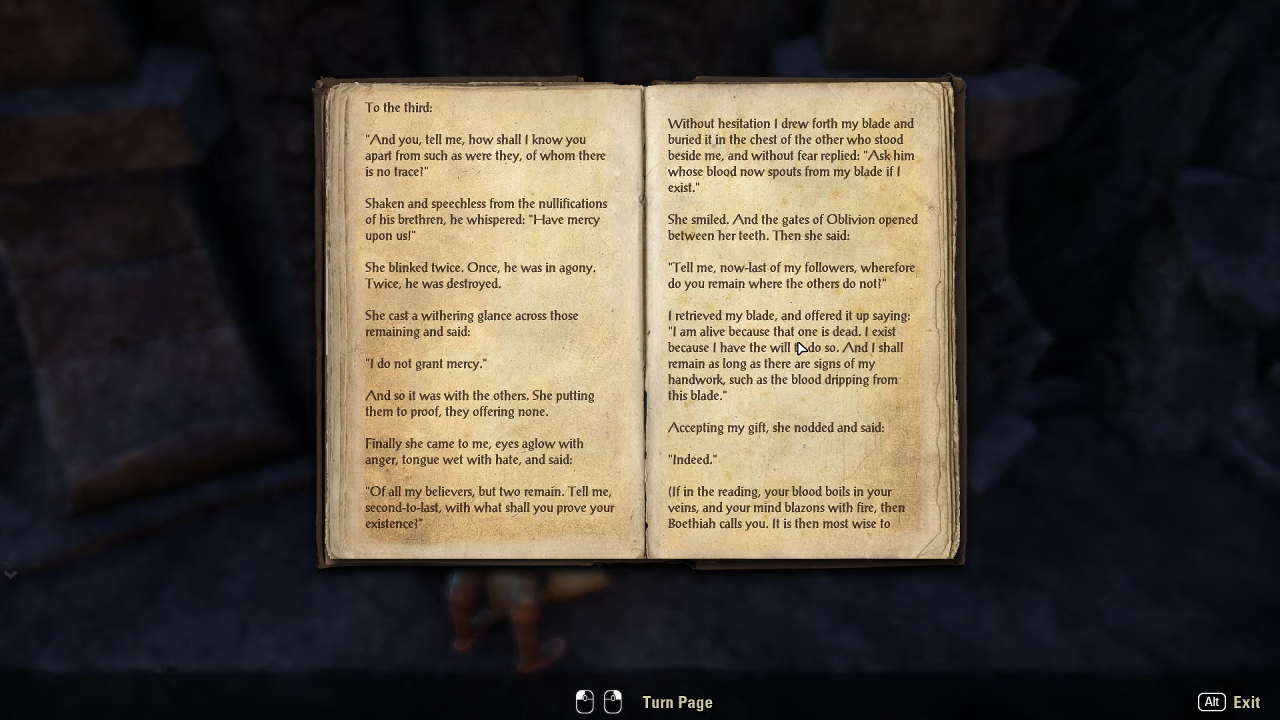 To the third:
"And you, tell me, how shall I know you
apart from such as were they, of whom there
is no trace?"
Shaken and speechless from the nullifications
of his brethren, he whispered: "Have mercy
upon us!"
She blinked twice. Once, he was in agony.
Twice, he was destroyed.
She cast a withering glance across those
remaining and said:
"I do not grant mercy."
And so it was with the others. She putting
them to proof, they offering none.
Finally she came to me, eyes aglow with
anger, tongue wet with hate, and said:
"Of all my believers, but two remain. Tell me,
second-to-last, with what shall you prove your
existence?"
Without hesitation I drew forth my blade and
buried it in the chest of the other who stood
beside me, and without fear replied: "Ask him
whose blood now spouts from my blade if I
exist."
She smiled. And the gates of Oblivion opened
between her teeth. Then she said:
"Tell me, now-last of my followers, wherefore
do you remain where the others do not?"
I retrieved my blade, and offered it up saying:
"I am alive because that one is dead. I exist
because I have the will to do so. And I shall
remain as long as there are signs of my
handwork, such as the blood dripping from
this blade."
Accepting my gift, she nodded and said:
"Indeed."
(If in the reading, your blood boils in your
veins, and your mind blazons with fire, then
Boethiah calls you. It is then most wise to
Turn Page
Alt Exit